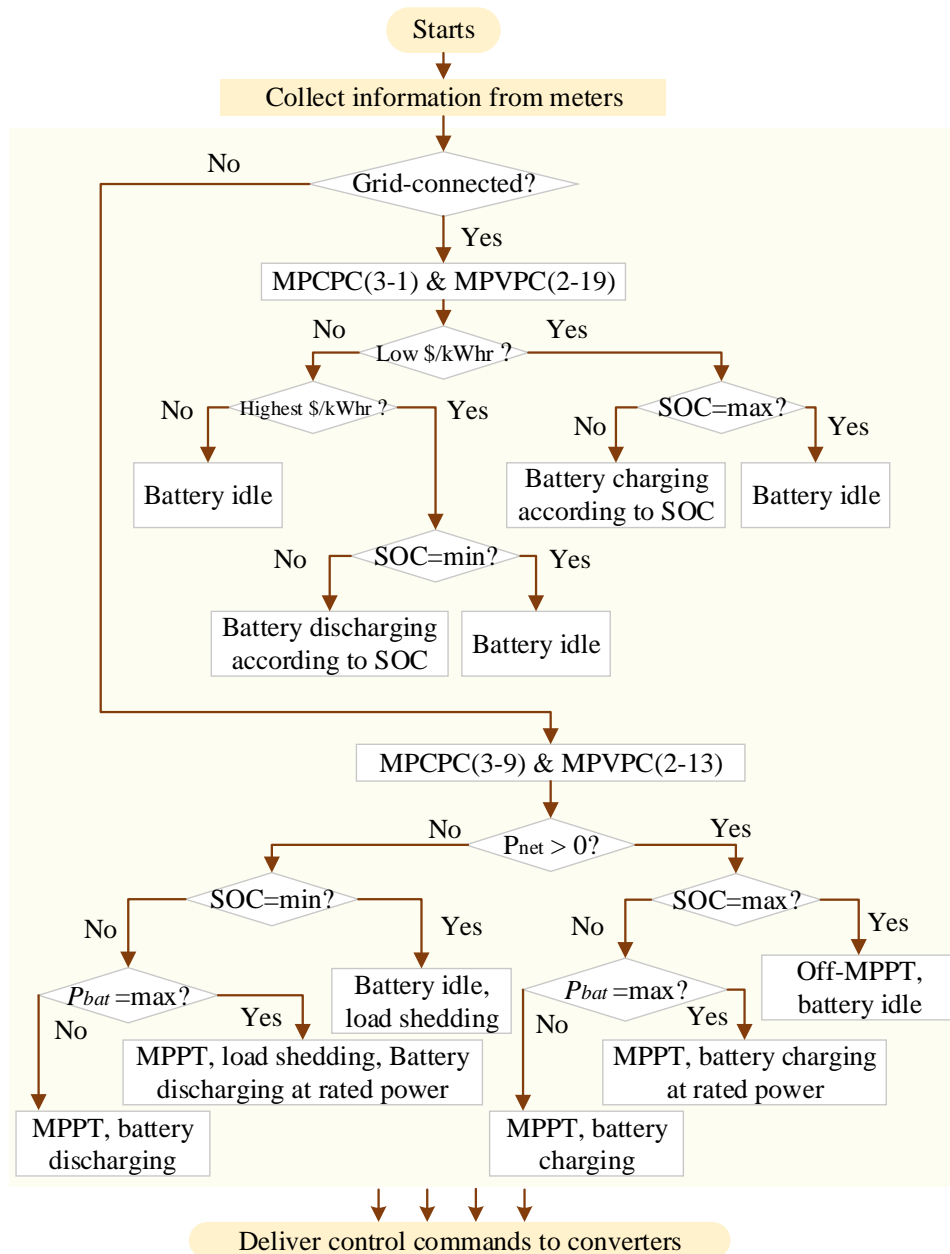 Starts
Collect information from meters
No
Grid-connected?
Yes
MPCPC(3-1) & MPVPC(2-19)
No
Yes
Low $/kWhr ?
No
Highest $/kWhr ?
Yes
SOC=max?
No
Yes
Battery idle
Battery charging
according to SOC
Battery idle
No
SOC=min?
Yes
Battery discharging
according to SOC
Battery idle
MPCPC(3-9) & MPVPC(2-13)
No
Pnet > 0?
Yes
SOC=min?
SOC=max?
No
Yes
No
Yes
Battery idle,
load shedding
Off-MPPT,
battery idle
Pbat =max?
No
Yes
Pbat =max?
No
Yes
MPPT, load shedding, Battery
discharging at rated power
MPPT, battery charging
at rated power
MPPT, battery
discharging
MPPT, battery
charging
Deliver control commands to converters